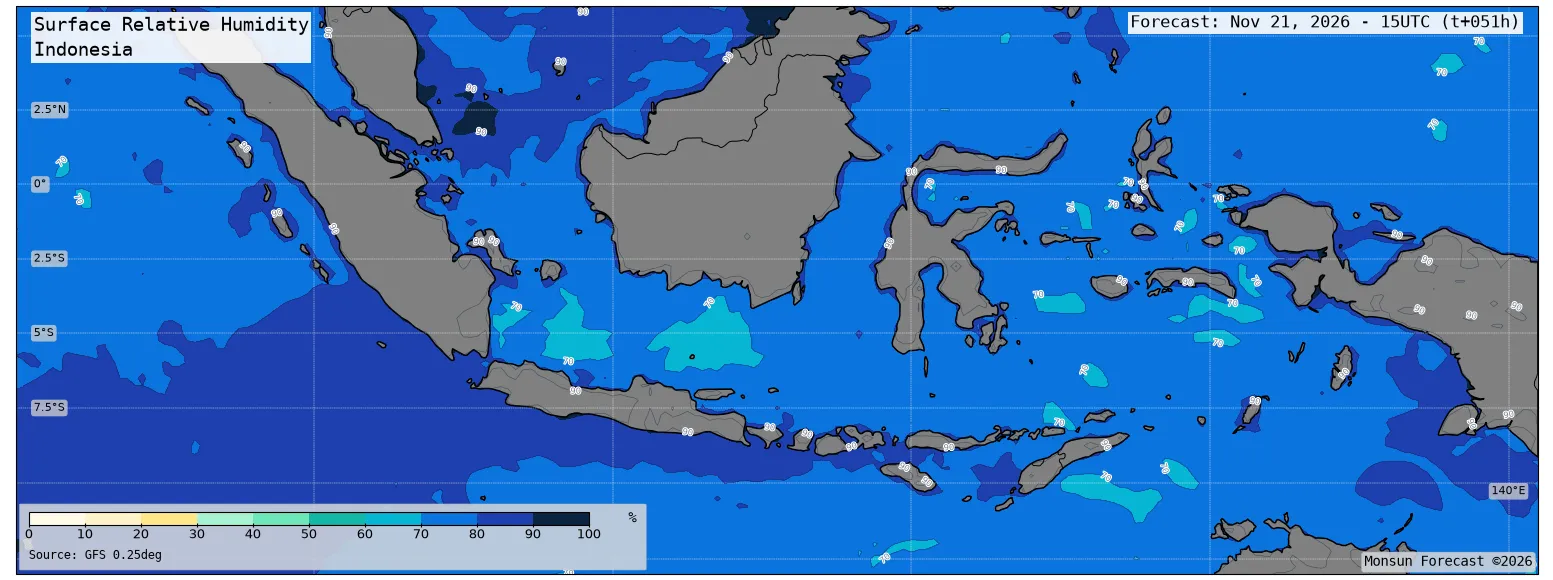 Surface Relative Humidity
Indonesia
Forecast: Nov 21, 2026 - 15UTC (t+051h)
2.5°N
0°
2.5°S
5°S
7.5°S
140°E
0 10 20 30 40 50 60 70 80 90 100
%
Source: GFS 0.25deg
Monsun Forecast ©2026